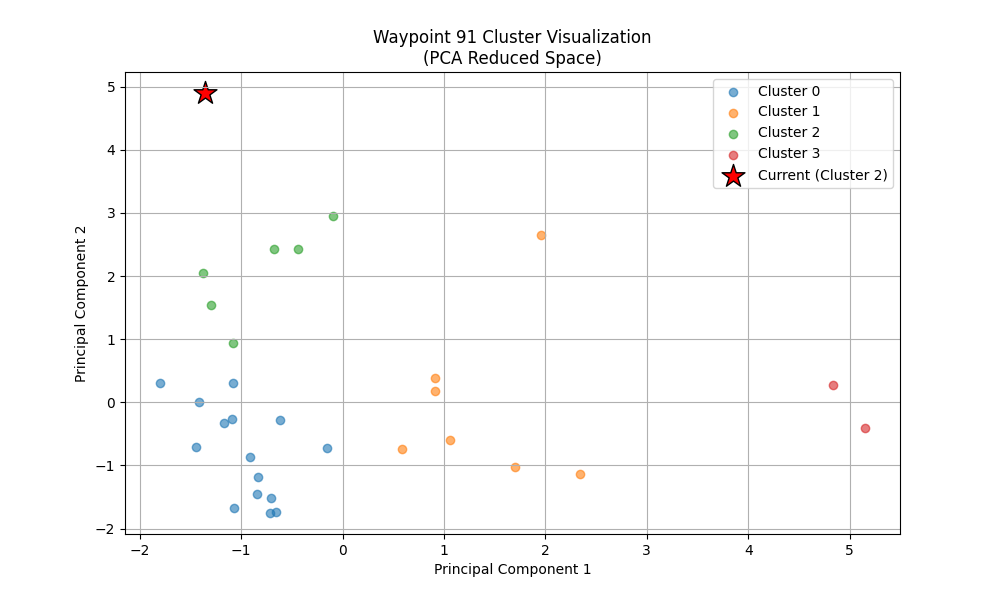 Waypoint 91 Cluster Visualization
(PCA Reduced Space)
Cluster 0
Cluster 1
Cluster 2
Cluster 3
Current (Cluster 2)
Principal Component 2
5
4
3
2
1
0
−1
−2
−2
−1
0
1
2
3
4
5
Principal Component 1